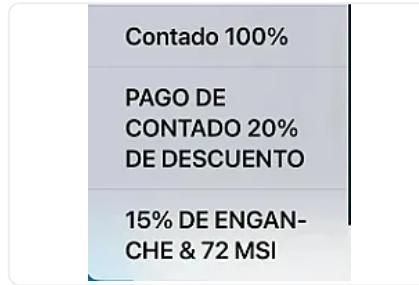 Contado 100%
PAGO DE
CONTADO 20%
DE DESCUENTO
15% DE ENGAN-
CHE & 72 MSI